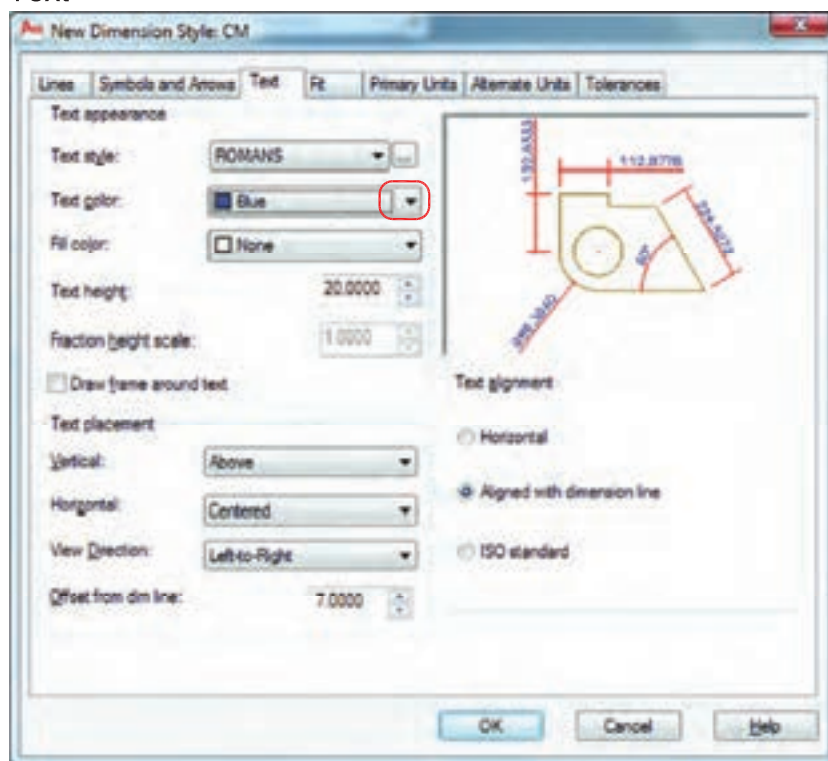 New Dimension Style: CM
Lines Symbols and Arrows Text Fit Primary Units Alternate Units Tolerances
Text appearance
Text style: ROMANS ...
Text color: Blue
Fill color: None
Text height: 20.0000
Fraction height scale: 1.0000
Draw frame around text
Text placement
Vertical: Above
Horizontal: Centered
View Direction: Left-to-Right
Offset from dim line: 7.0000
112.8778
60°
Text alignment
Horizontal
Aligned with dimension line
ISO standard
OK Cancel Help